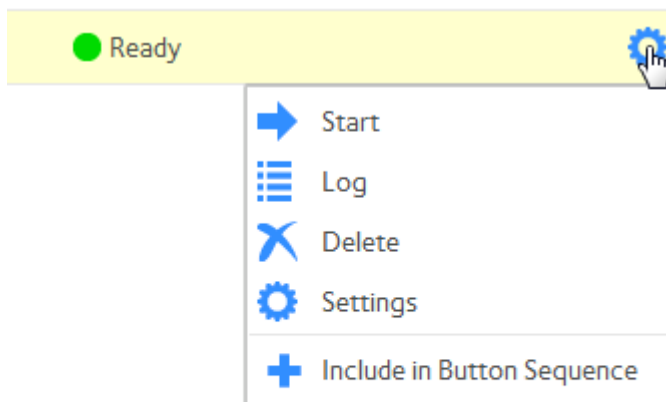 Ready
Start
Log
Delete
Settings
Include in Button Sequence